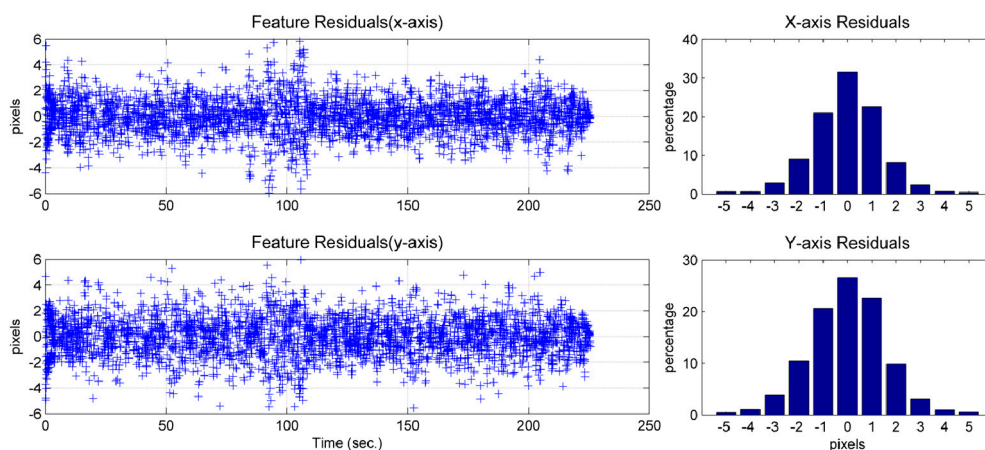 Feature Residuals(x-axis)
pixels
6
4
2
0
-2
-4
-6
0 50 100 150 200 250
X-axis Residuals
percentage
40
30
20
10
0
-5 -4 -3 -2 -1 0 1 2 3 4 5
Feature Residuals(y-axis)
pixels
6
4
2
0
-2
-4
-6
0 50 100 150 200 250
Time (sec.)
Y-axis Residuals
percentage
30
20
10
0
-5 -4 -3 -2 -1 0 1 2 3 4 5
pixels